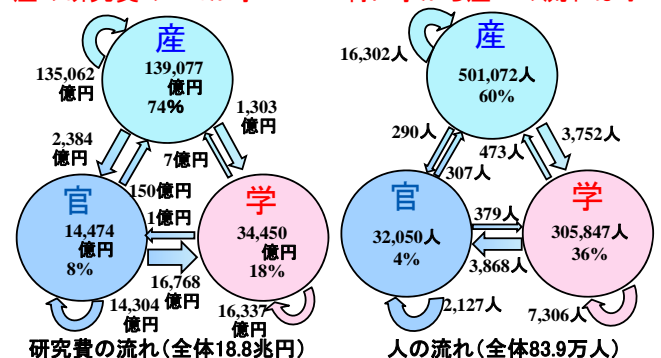 産
139,077
億円
74%
135,062
億円
1,303
億円
2,384
億円
7億円
150億円
官
14,474
億円
8%
1億円
学
34,450
億円
18%
16,768
億円
14,304
億円
16,337
億円
研究費の流れ(全体18.8兆円)
産
501,072人
60%
16,302人
290人
3,752人
473人
307人
官
32,050人
4%
379人
学
305,847人
36%
3,868人
2,127人
7,306人
人の流れ(全体83.9万人)